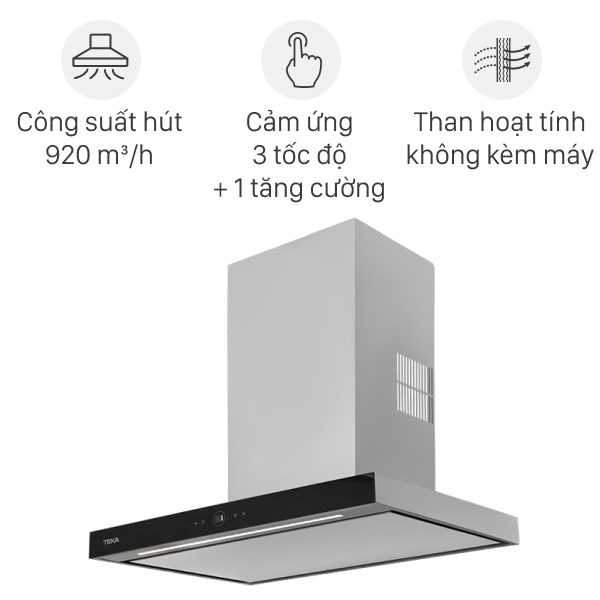 Công suất hút
920 m³/h
Cảm ứng
3 tốc độ
+ 1 tăng cường
Than hoạt tính
không kèm máy
TEKA